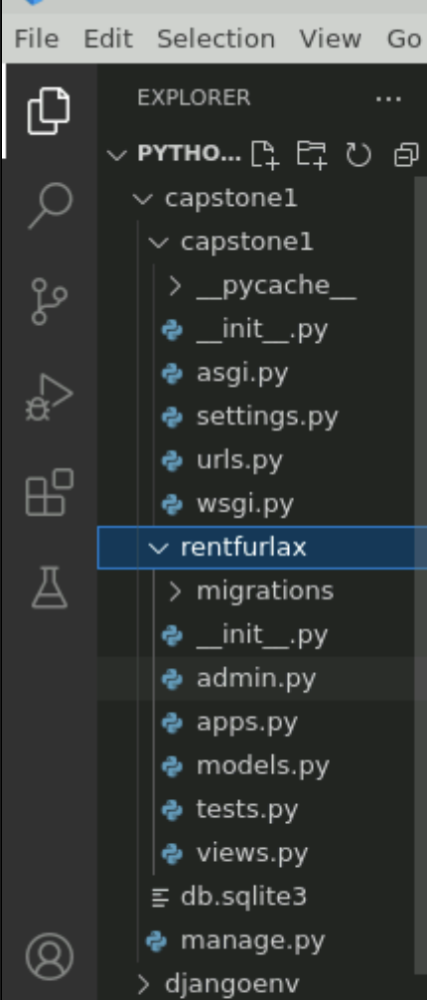 File Edit Selection View Go
EXPLORER
PYTHO...
capstone1
capstone1
__pycache__
__init__.py
asgi.py
settings.py
urls.py
wsgi.py
rentfurlax
migrations
__init__.py
admin.py
apps.py
models.py
tests.py
views.py
db.sqlite3
manage.py
djangoenv